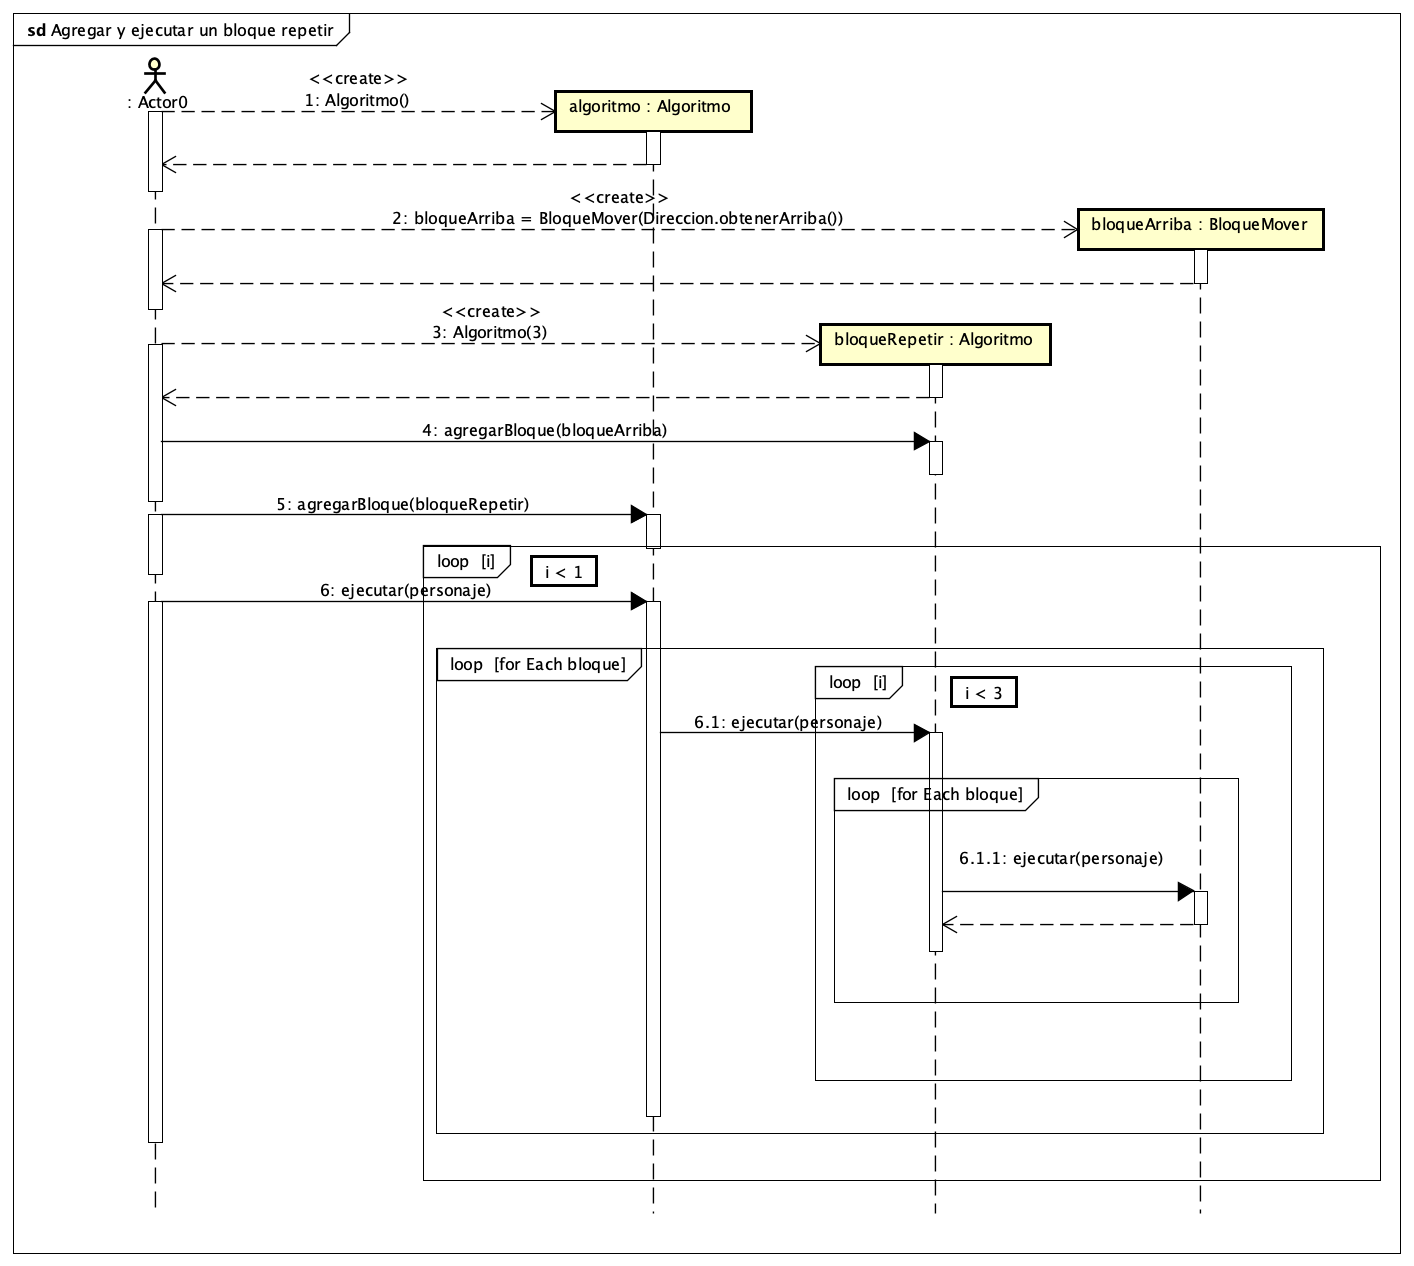 sd Agregar y ejecutar un bloque repetir
: Actor0
<<create>>
1: Algoritmo()
algoritmo : Algoritmo
<<create>>
2: bloqueArriba = BloqueMover(Direccion.obtenerArriba())
bloqueArriba : BloqueMover
<<create>>
3: Algoritmo(3)
bloqueRepetir : Algoritmo
4: agregarBloque(bloqueArriba)
5: agregarBloque(bloqueRepetir)
loop [i]
i < 1
6: ejecutar(personaje)
loop [for Each bloque]
loop [i]
i < 3
6.1: ejecutar(personaje)
loop [for Each bloque]
6.1.1: ejecutar(personaje)